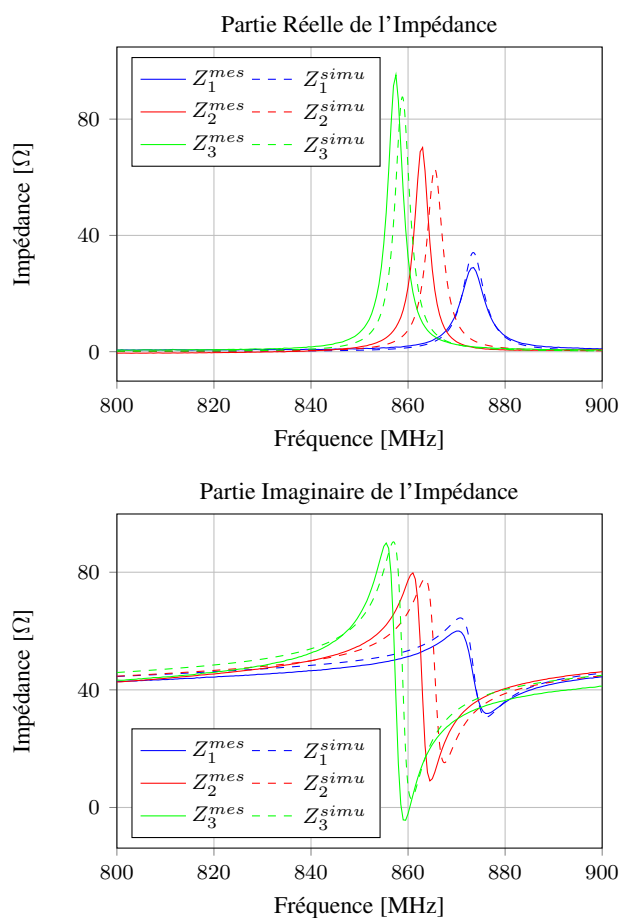 Partie Réelle de l'Impédance
Impédance [Ω]
80
40
0
Z_1^{mes} Z_1^{simu}
Z_2^{mes} Z_2^{simu}
Z_3^{mes} Z_3^{simu}
800 820 840 860 880 900
Fréquence [MHz]
Partie Imaginaire de l'Impédance
Impédance [Ω]
80
40
0
Z_1^{mes} Z_1^{simu}
Z_2^{mes} Z_2^{simu}
Z_3^{mes} Z_3^{simu}
800 820 840 860 880 900
Fréquence [MHz]